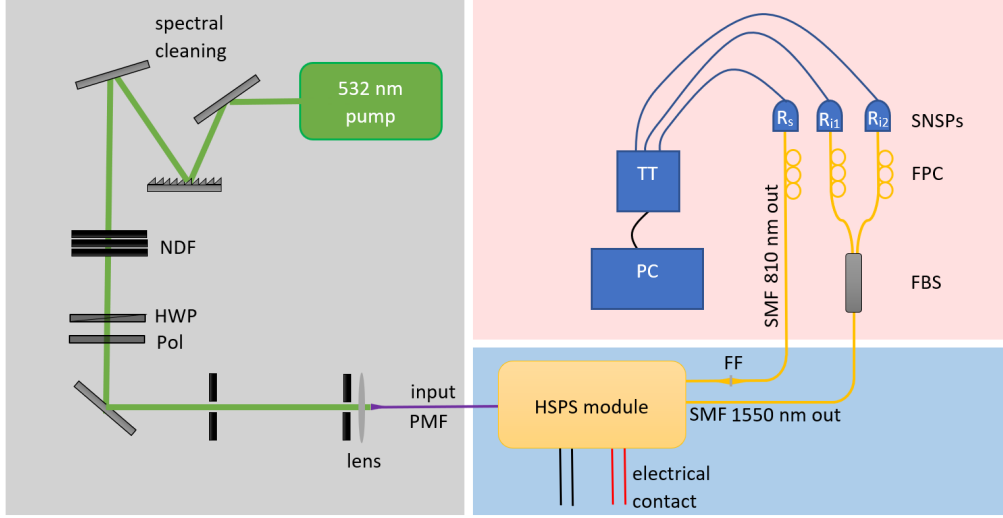 spectral
cleaning
532 nm
pump
NDF
HWP
Pol
lens
input
PMF
HSPS module
electrical
contact
FF
SMF 1550 nm out
SMF 810 nm out
TT
PC
Rs
Ri1
Ri2
SNSPs
FPC
FBS